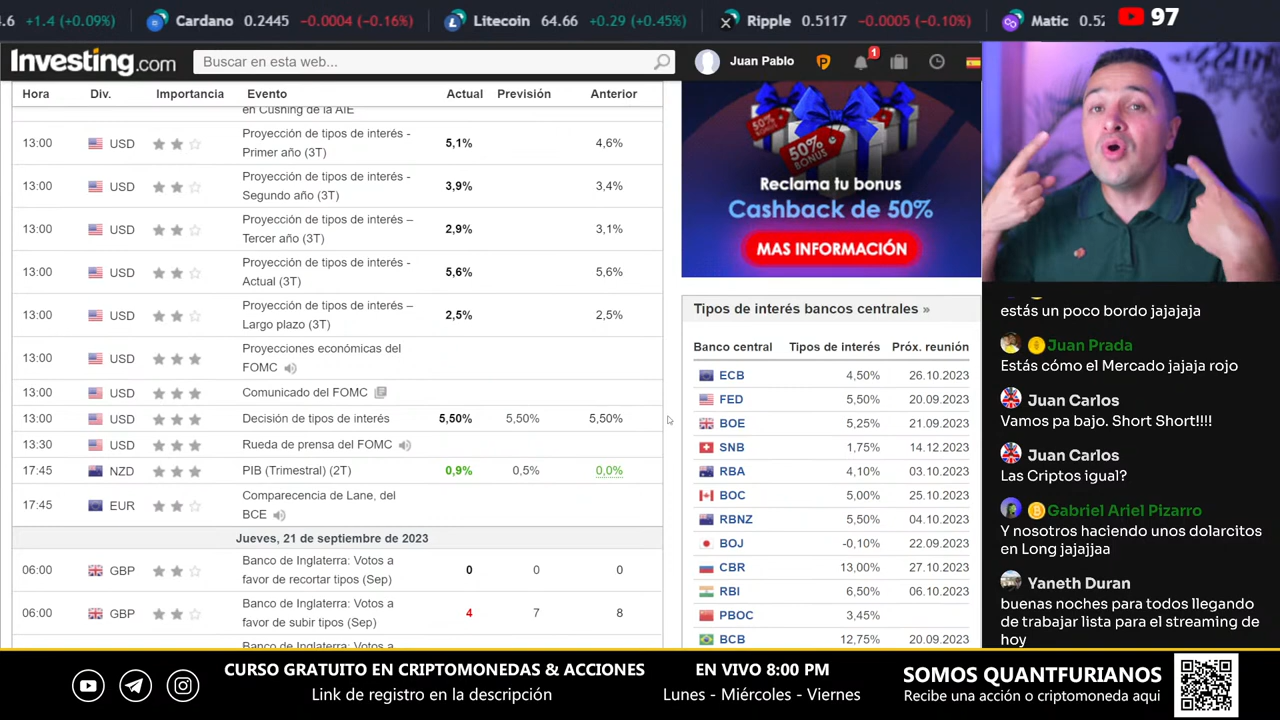 4.6 +1.4 (+0.09%) Cardano 0.2445 -0.0004 (-0.16%) Litecoin 64.66 +0.29 (+0.45%) Ripple 0.5117 -0.0005 (-0.10%) Matic 0.52 97
Investing.com Buscar en esta web... Juan Pablo P 1
Hora Div. Importancia Evento Actual Previsión Anterior
en Cushing de la AIE
13:00 USD Proyección de tipos de interés - 5,1% 4,6%
Primer año (3T)
13:00 USD Proyección de tipos de interés - 3,9% 3,4%
Segundo año (3T)
13:00 USD Proyección de tipos de interés – 2,9% 3,1%
Tercer año (3T)
13:00 USD Proyección de tipos de interés - 5,6% 5,6%
Actual (3T)
13:00 USD Proyección de tipos de interés – 2,5% 2,5%
Largo plazo (3T)
13:00 USD Proyecciones económicas del
FOMC
13:00 USD Comunicado del FOMC
13:00 USD Decisión de tipos de interés 5,50% 5,50% 5,50%
13:30 USD Rueda de prensa del FOMC
17:45 NZD PIB (Trimestral) (2T) 0,9% 0,5% 0,0%
17:45 EUR Comparecencia de Lane, del
BCE
Jueves, 21 de septiembre de 2023
06:00 GBP Banco de Inglaterra: Votos a 0 0 0
favor de recortar tipos (Sep)
06:00 GBP Banco de Inglaterra: Votos a 4 7 8
favor de subir tipos (Sep)
Banco de Inglaterra: Votos a
50% BONUS
50% BONUS
Reclama tu bonus
Cashback de 50%
MAS INFORMACIÓN
Tipos de interés bancos centrales »
Banco central Tipos de interés Próx. reunión
ECB 4,50% 26.10.2023
FED 5,50% 20.09.2023
BOE 5,25% 21.09.2023
SNB 1,75% 14.12.2023
RBA 4,10% 03.10.2023
BOC 5,00% 25.10.2023
RBNZ 5,50% 04.10.2023
BOJ -0,10% 22.09.2023
CBR 13,00% 27.10.2023
RBI 6,50% 06.10.2023
PBOC 3,45%
BCB 12,75% 20.09.2023
estás un poco bordo jajajaja
Juan Prada
Estás cómo el Mercado jajaja rojo
Juan Carlos
Vamos pa bajo. Short Short!!!!
Juan Carlos
Las Criptos igual?
Gabriel Ariel Pizarro
Y nosotros haciendo unos dolarcitos
en Long jajajjaa
Yaneth Duran
buenas noches para todos llegando
de trabajar lista para el streaming de
hoy
CURSO GRATUITO EN CRIPTOMONEDAS & ACCIONES
Link de registro en la descripción
EN VIVO 8:00 PM
Lunes - Miércoles - Viernes
SOMOS QUANTFURIANOS
Recibe una acción o criptomoneda aqui